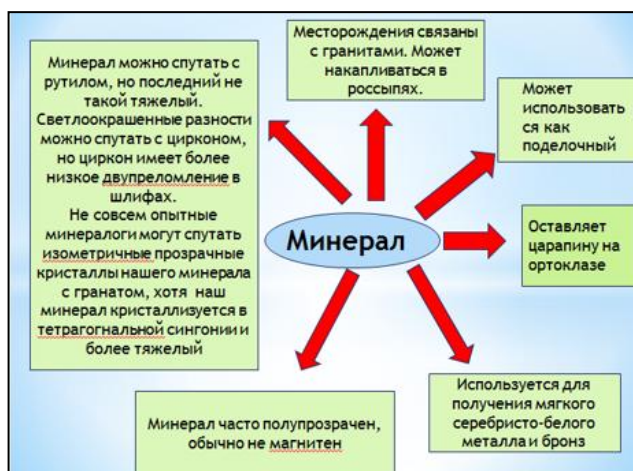 Минерал можно спутать с
рутилом, но последний не
такой тяжелый.
Светлоокрашенные разности
можно спутать с цирконом,
но циркон имеет более
низкое двупреломление в
шлифах.
Не совсем опытные
минералоги могут спутать
изометричные прозрачные
кристаллы нашего минерала
с гранатом, хотя наш
минерал кристаллизуется в
тетрагогнальной сингонии и
более тяжелый
Месторождения связаны
с гранитами. Может
накапливаться в
россыпях.
Может
использовать
ся как
поделочный
Минерал
Оставляет
царапину на
ортоклазе
Минерал часто полупрозрачен,
обычно не магнитен
Используется для
получения мягкого
серебристо-белого
металла и бронз